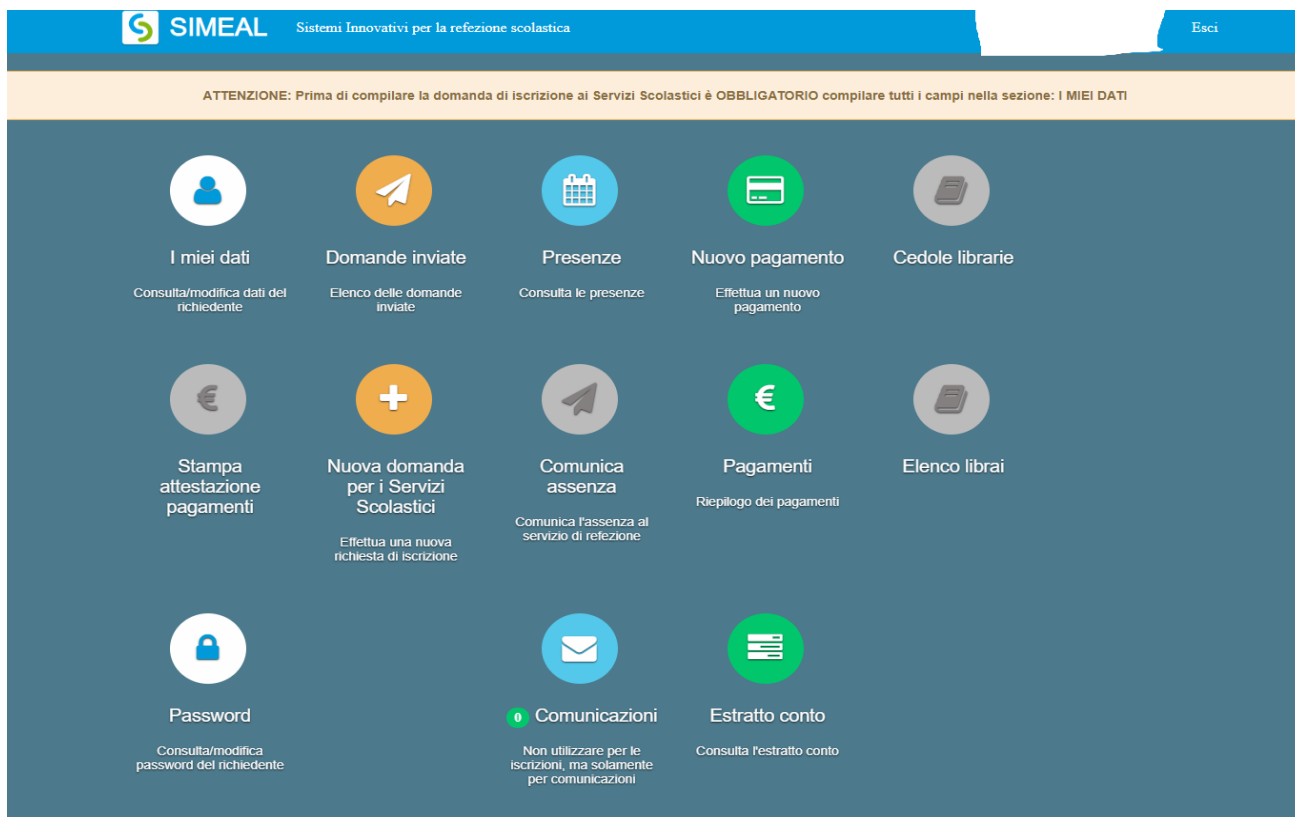 SIMEAL Sistemi Innovativi per la refezione scolastica Esci
ATTENZIONE: Prima di compilare la domanda di iscrizione ai Servizi Scolastici è OBBLIGATORIO compilare tutti i campi nella sezione: I MIEI DATI
I miei dati
Consulta/modifica dati del
richiedente
Domande inviate
Elenco delle domande
inviate
Presenze
Consulta le presenze
Nuovo pagamento
Effettua un nuovo
pagamento
Cedole librarie
€
Stampa
attestazione
pagamenti
Nuova domanda
per i Servizi
Scolastici
Effettua una nuova
richiesta di iscrizione
Comunica
assenza
Comunica l'assenza al
servizio di refezione
€
Pagamenti
Riepilogo dei pagamenti
Elenco librai
Password
Consulta/modifica
password del richiedente
0 Comunicazioni
Non utilizzare per le
iscrizioni, ma solamente
per comunicazioni
Estratto conto
Consulta l'estratto conto